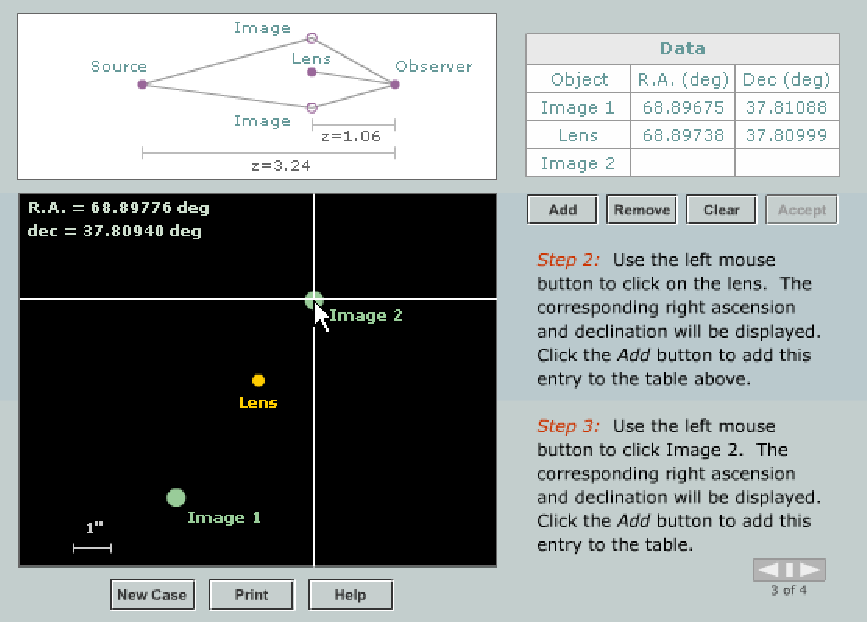 Image
Source
Lens
Observer
Image
z=1.06
z=3.24
Data
Object R.A. (deg) Dec (deg)
Image 1 68.89675 37.81088
Lens 68.89738 37.80999
Image 2
Add Remove Clear Accept
R.A. = 68.89776 deg
dec = 37.80940 deg
Image 2
Lens
Image 1
1"
Step 2: Use the left mouse
button to click on the lens. The
corresponding right ascension
and declination will be displayed.
Click the Add button to add this
entry to the table above.
Step 3: Use the left mouse
button to click Image 2. The
corresponding right ascension
and declination will be displayed.
Click the Add button to add this
entry to the table.
3 of 4
New Case Print Help